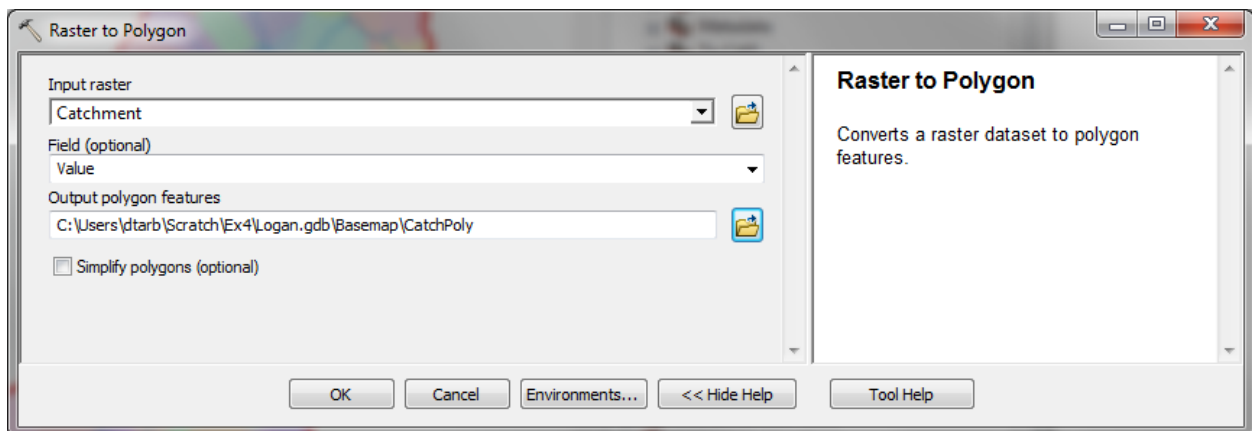 Raster to Polygon
Input raster
Catchment
Field (optional)
Value
Output polygon features
C:\Users\dtarb\Scratch\Ex4\Logan.gdb\Basemap\CatchPoly
Simplify polygons (optional)
Raster to Polygon
Converts a raster dataset to polygon
features.
OK
Cancel
Environments...
<< Hide Help
Tool Help